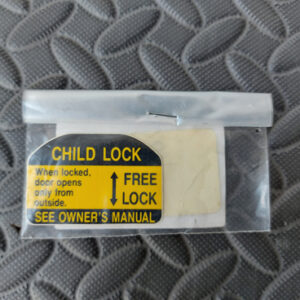 CHILD LOCK
When locked,
door opens
only from
outside.
FREE
LOCK
SEE OWNER'S MANUAL